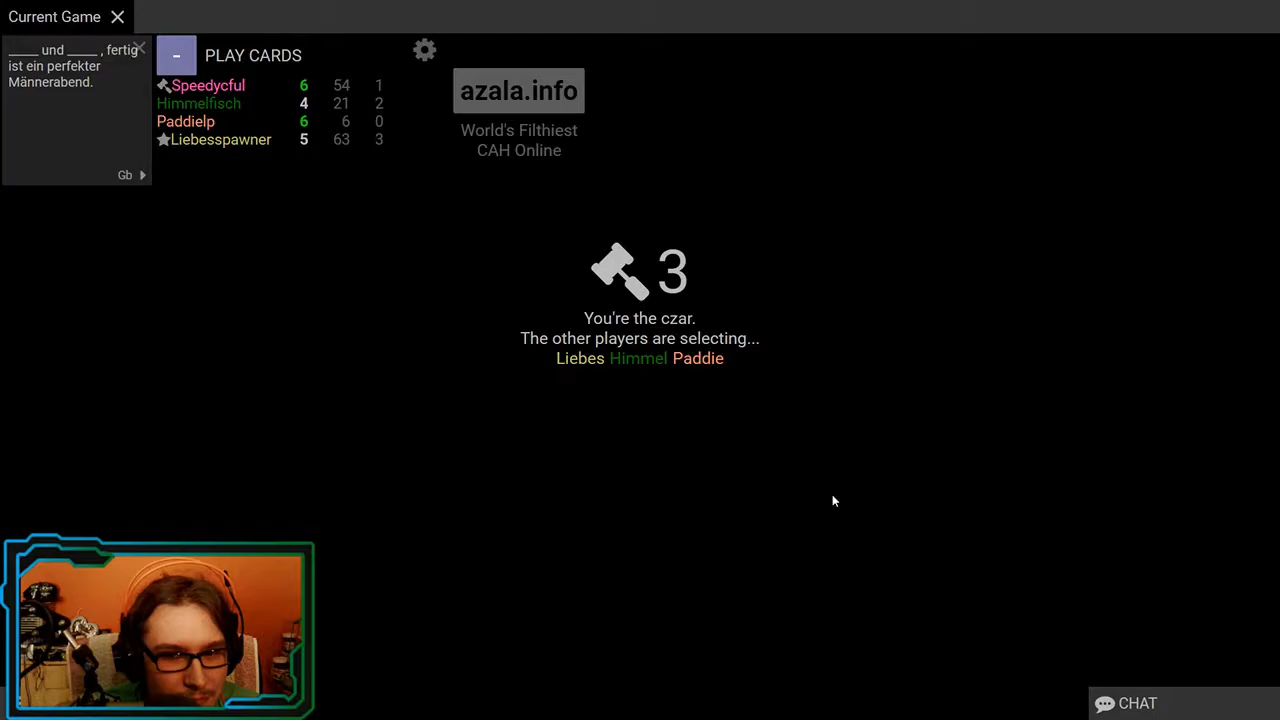 Current Game
_____ und _____ , fertig
ist ein perfekter
Männerabend.
Gb
- PLAY CARDS
Speedycful 6 54 1
Himmelfisch 4 21 2
Paddielp 6 6 0
Liebesspawner 5 63 3
azala.info
World's Filthiest
CAH Online
3
You're the czar.
The other players are selecting...
Liebes Himmel Paddie
CHAT